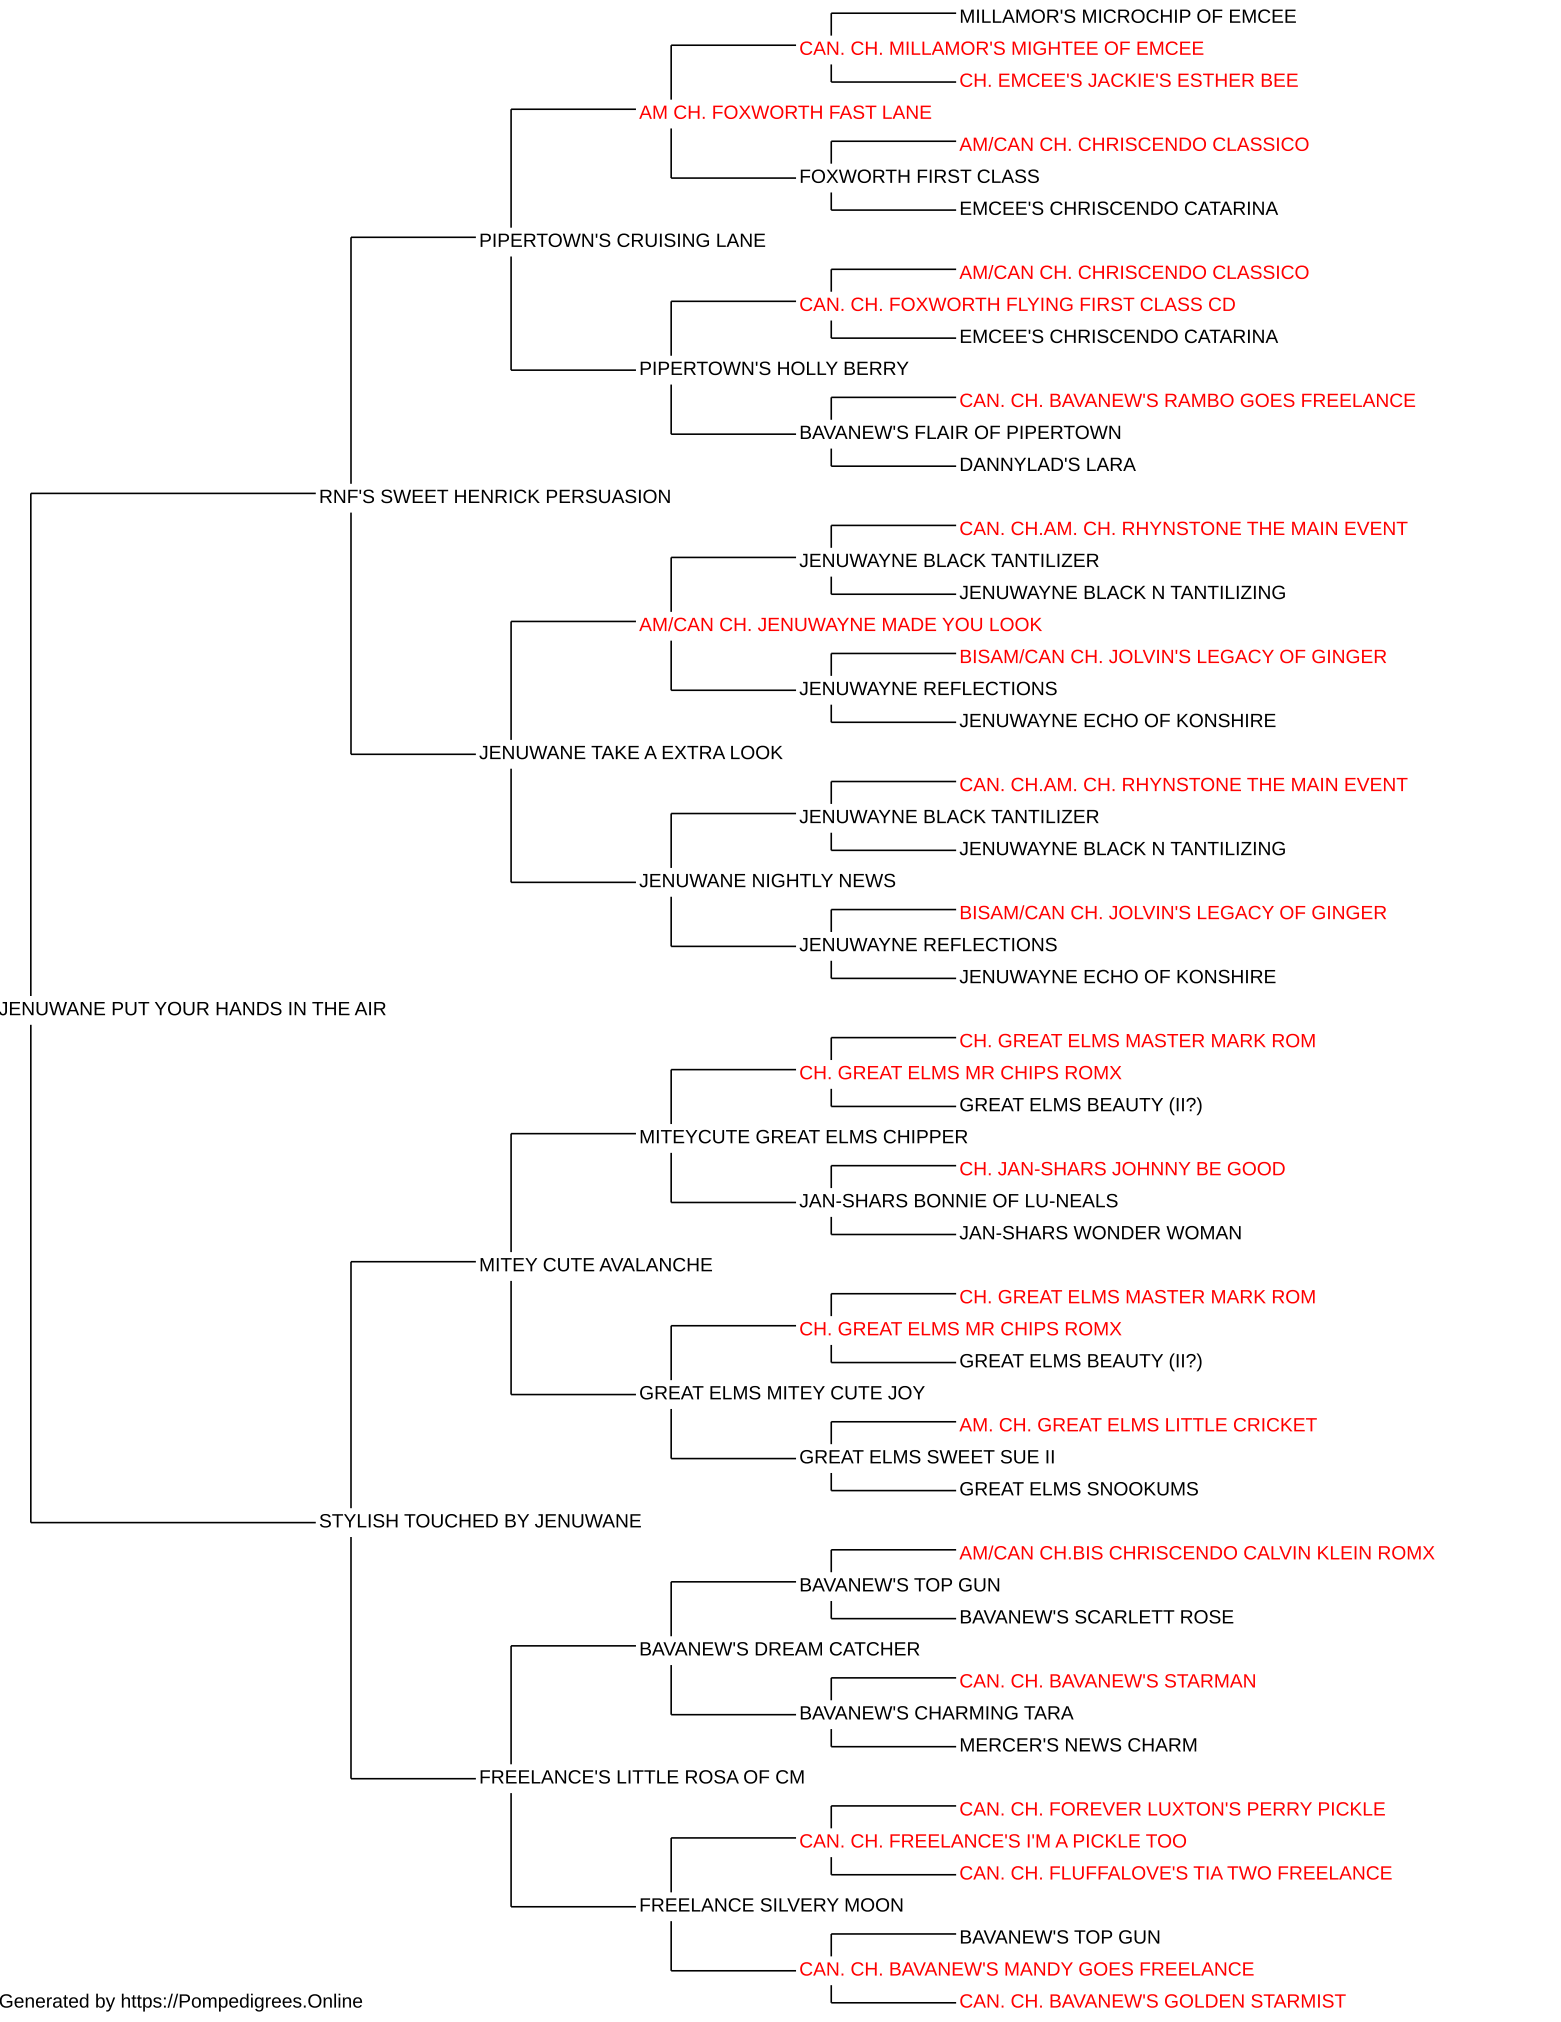 MILLAMOR'S MICROCHIP OF EMCEE
CAN. CH. MILLAMOR'S MIGHTEE OF EMCEE
CH. EMCEE'S JACKIE'S ESTHER BEE
AM CH. FOXWORTH FAST LANE
AM/CAN CH. CHRISCENDO CLASSICO
FOXWORTH FIRST CLASS
EMCEE'S CHRISCENDO CATARINA
PIPERTOWN'S CRUISING LANE
AM/CAN CH. CHRISCENDO CLASSICO
CAN. CH. FOXWORTH FLYING FIRST CLASS CD
EMCEE'S CHRISCENDO CATARINA
PIPERTOWN'S HOLLY BERRY
CAN. CH. BAVANEW'S RAMBO GOES FREELANCE
BAVANEW'S FLAIR OF PIPERTOWN
DANNYLAD'S LARA
RNF'S SWEET HENRICK PERSUASION
CAN. CH.AM. CH. RHYNSTONE THE MAIN EVENT
JENUWAYNE BLACK TANTILIZER
JENUWAYNE BLACK N TANTILIZING
AM/CAN CH. JENUWAYNE MADE YOU LOOK
BISAM/CAN CH. JOLVIN'S LEGACY OF GINGER
JENUWAYNE REFLECTIONS
JENUWAYNE ECHO OF KONSHIRE
JENUWANE TAKE A EXTRA LOOK
CAN. CH.AM. CH. RHYNSTONE THE MAIN EVENT
JENUWAYNE BLACK TANTILIZER
JENUWAYNE BLACK N TANTILIZING
JENUWANE NIGHTLY NEWS
BISAM/CAN CH. JOLVIN'S LEGACY OF GINGER
JENUWAYNE REFLECTIONS
JENUWAYNE ECHO OF KONSHIRE
JENUWANE PUT YOUR HANDS IN THE AIR
CH. GREAT ELMS MASTER MARK ROM
CH. GREAT ELMS MR CHIPS ROMX
GREAT ELMS BEAUTY (II?)
MITEYCUTE GREAT ELMS CHIPPER
CH. JAN-SHARS JOHNNY BE GOOD
JAN-SHARS BONNIE OF LU-NEALS
JAN-SHARS WONDER WOMAN
MITEY CUTE AVALANCHE
CH. GREAT ELMS MASTER MARK ROM
CH. GREAT ELMS MR CHIPS ROMX
GREAT ELMS BEAUTY (II?)
GREAT ELMS MITEY CUTE JOY
AM. CH. GREAT ELMS LITTLE CRICKET
GREAT ELMS SWEET SUE II
GREAT ELMS SNOOKUMS
STYLISH TOUCHED BY JENUWANE
AM/CAN CH.BIS CHRISCENDO CALVIN KLEIN ROMX
BAVANEW'S TOP GUN
BAVANEW'S SCARLETT ROSE
BAVANEW'S DREAM CATCHER
CAN. CH. BAVANEW'S STARMAN
BAVANEW'S CHARMING TARA
MERCER'S NEWS CHARM
FREELANCE'S LITTLE ROSA OF CM
CAN. CH. FOREVER LUXTON'S PERRY PICKLE
CAN. CH. FREELANCE'S I'M A PICKLE TOO
CAN. CH. FLUFFALOVE'S TIA TWO FREELANCE
FREELANCE SILVERY MOON
BAVANEW'S TOP GUN
CAN. CH. BAVANEW'S MANDY GOES FREELANCE
CAN. CH. BAVANEW'S GOLDEN STARMIST
Generated by https://Pompedigrees.Online